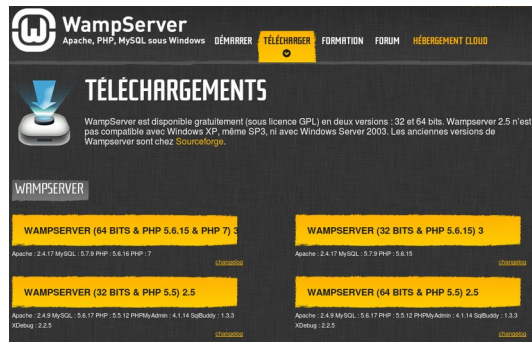 WampServer
Apache, PHP, MySQL sous Windows
DÉMARRER TÉLÉCHARGER FORMATION FORUM HÉBERGEMENT CLOUD
TÉLÉCHARGEMENTS
WampServer est disponible gratuitement (sous licence GPL) en deux versions : 32 et 64 bits. Wampserver 2.5 n'est
pas compatible avec Windows XP, même SP3, ni avec Windows Server 2003. Les anciennes versions de
Wampserver sont chez Sourceforge.
WAMPSERVER
WAMPSERVER (64 BITS & PHP 5.6.15 & PHP 7) 3
Apache : 2.4.17 MySQL : 5.7.9 PHP : 5.6.16 PHP : 7
changelog
WAMPSERVER (32 BITS & PHP 5.6.15) 3
Apache : 2.4.17 MySQL : 5.7.9 PHP : 5.6.15
changelog
WAMPSERVER (32 BITS & PHP 5.5) 2.5
Apache : 2.4.9 MySQL : 5.6.17 PHP : 5.5.12 PHPMyAdmin : 4.1.14 SqlBuddy : 1.3.3
XDebug : 2.2.5
changelog
WAMPSERVER (64 BITS & PHP 5.5) 2.5
Apache : 2.4.9 MySQL : 5.6.17 PHP : 5.5.12 PHPMyAdmin : 4.1.14 SqlBuddy : 1.3.3
XDebug : 2.2.5
changelog